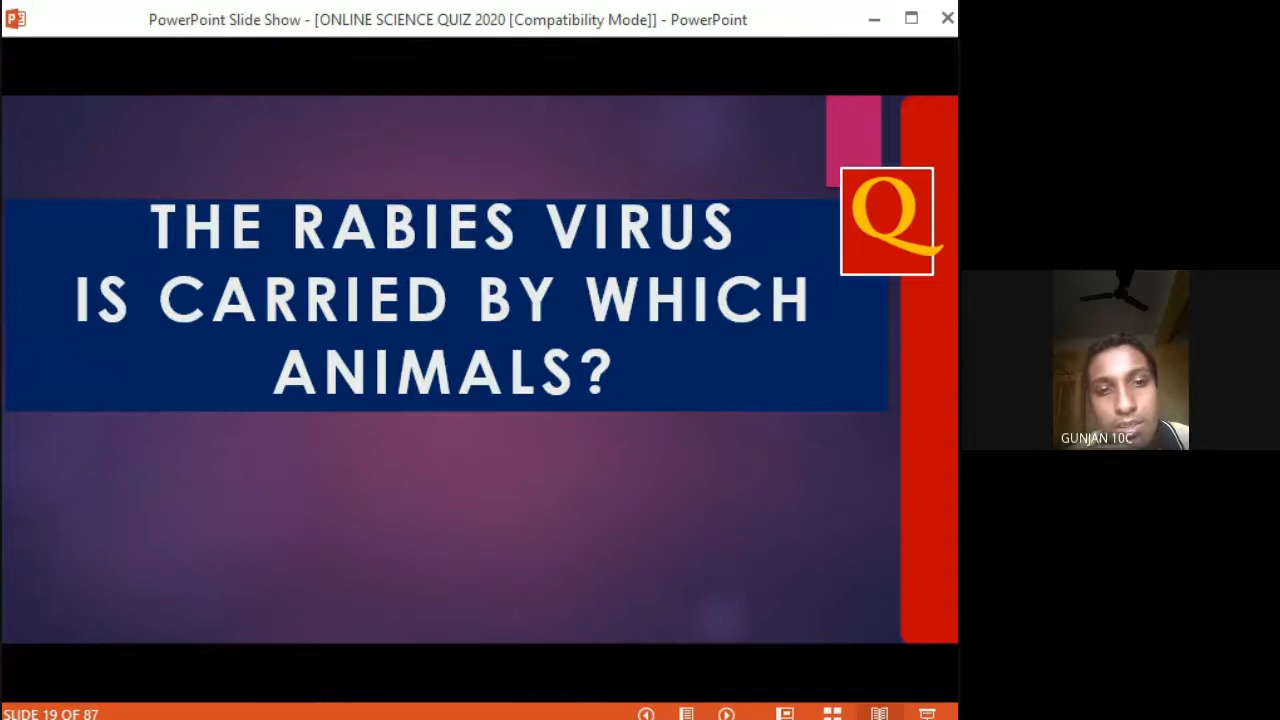 PowerPoint Slide Show - [ONLINE SCIENCE QUIZ 2020 [Compatibility Mode]] - PowerPoint
THE RABIES VIRUS
IS CARRIED BY WHICH
ANIMALS?
Q
GUNJAN 10C
SLIDE 19 OF 87